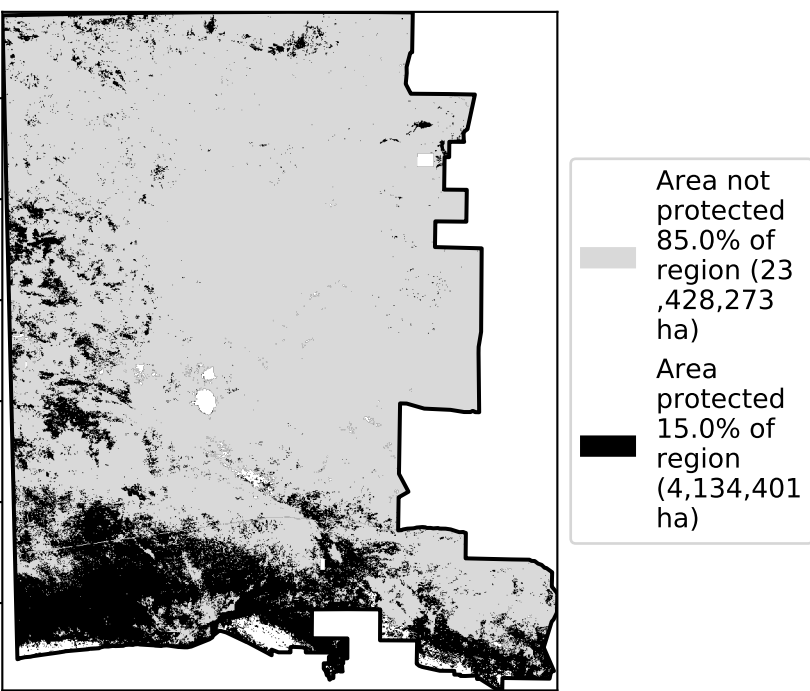 Area not
protected
85.0% of
region (23
,428,273
ha)
Area
protected
15.0% of
region
(4,134,401
ha)